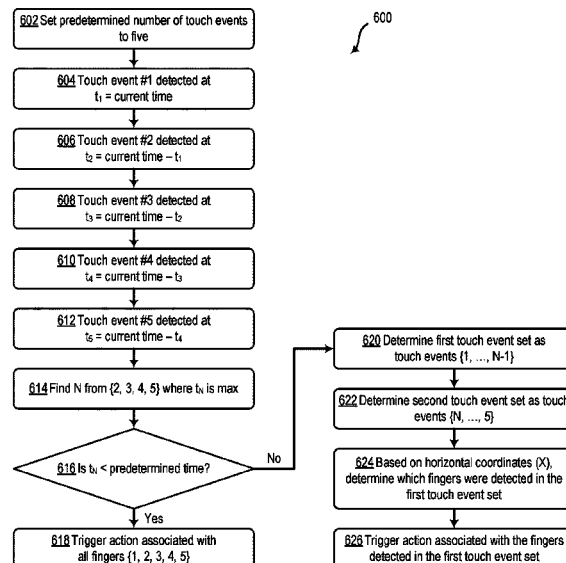 602 Set predetermined number of touch events
to five
600
604 Touch event #1 detected at
t1 = current time
606 Touch event #2 detected at
t2 = current time – t1
608 Touch event #3 detected at
t3 = current time – t2
610 Touch event #4 detected at
t4 = current time – t3
612 Touch event #5 detected at
t5 = current time – t4
614 Find N from {2, 3, 4, 5} where tN is max
616 Is tN < predetermined time?
No
Yes
618 Trigger action associated with
all fingers {1, 2, 3, 4, 5}
620 Determine first touch event set as
touch events {1, …, N-1}
622 Determine second touch event set as touch
events {N, …, 5}
624 Based on horizontal coordinates (X),
determine which fingers were detected in the
first touch event set
626 Trigger action associated with the fingers
detected in the first touch event set